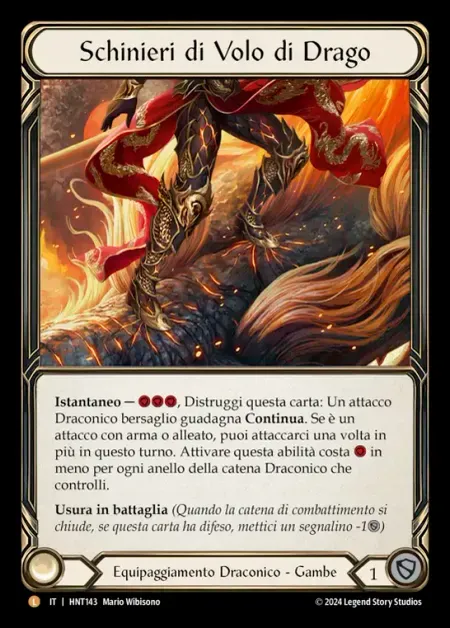 Schinieri di Volo di Drago
Istantaneo — , Distruggi questa carta: Un attacco
Draconico bersaglio guadagna Continua. Se è un
attacco con arma o alleato, puoi attaccarci una volta in
più in questo turno. Attivare questa abilità costa in
meno per ogni anello della catena Draconico che
controlli.
Usura in battaglia (Quando la catena di combattimento si
chiude, se questa carta ha difeso, mettici un segnalino -1)
Equipaggiamento Draconico - Gambe
1
L IT | HNT143 Mario Wibisono
© 2024 Legend Story Studios